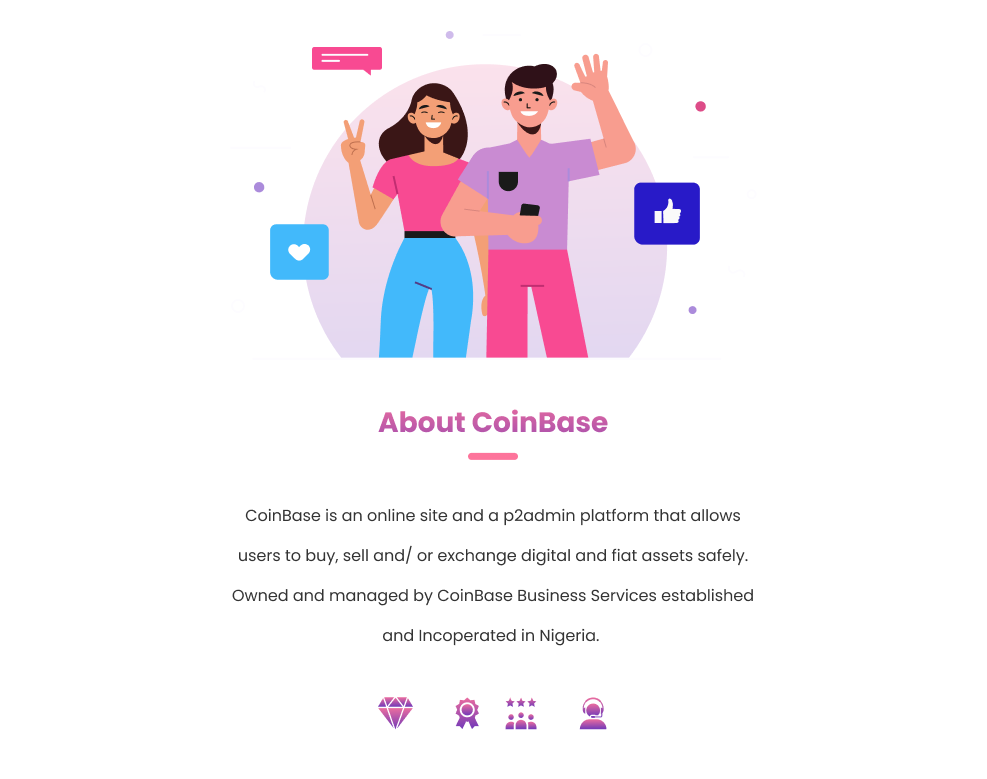 About CoinBase
CoinBase is an online site and a p2admin platform that allows
users to buy, sell and/ or exchange digital and fiat assets safely.
Owned and managed by CoinBase Business Services established
and Incoperated in Nigeria.